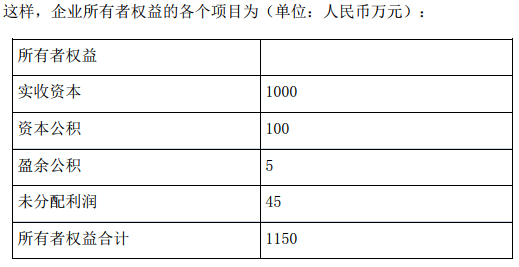 这样，企业所有者权益的各个项目为（单位：人民币万元）：
所有者权益
实收资本 1000
资本公积 100
盈余公积 5
未分配利润 45
所有者权益合计 1150